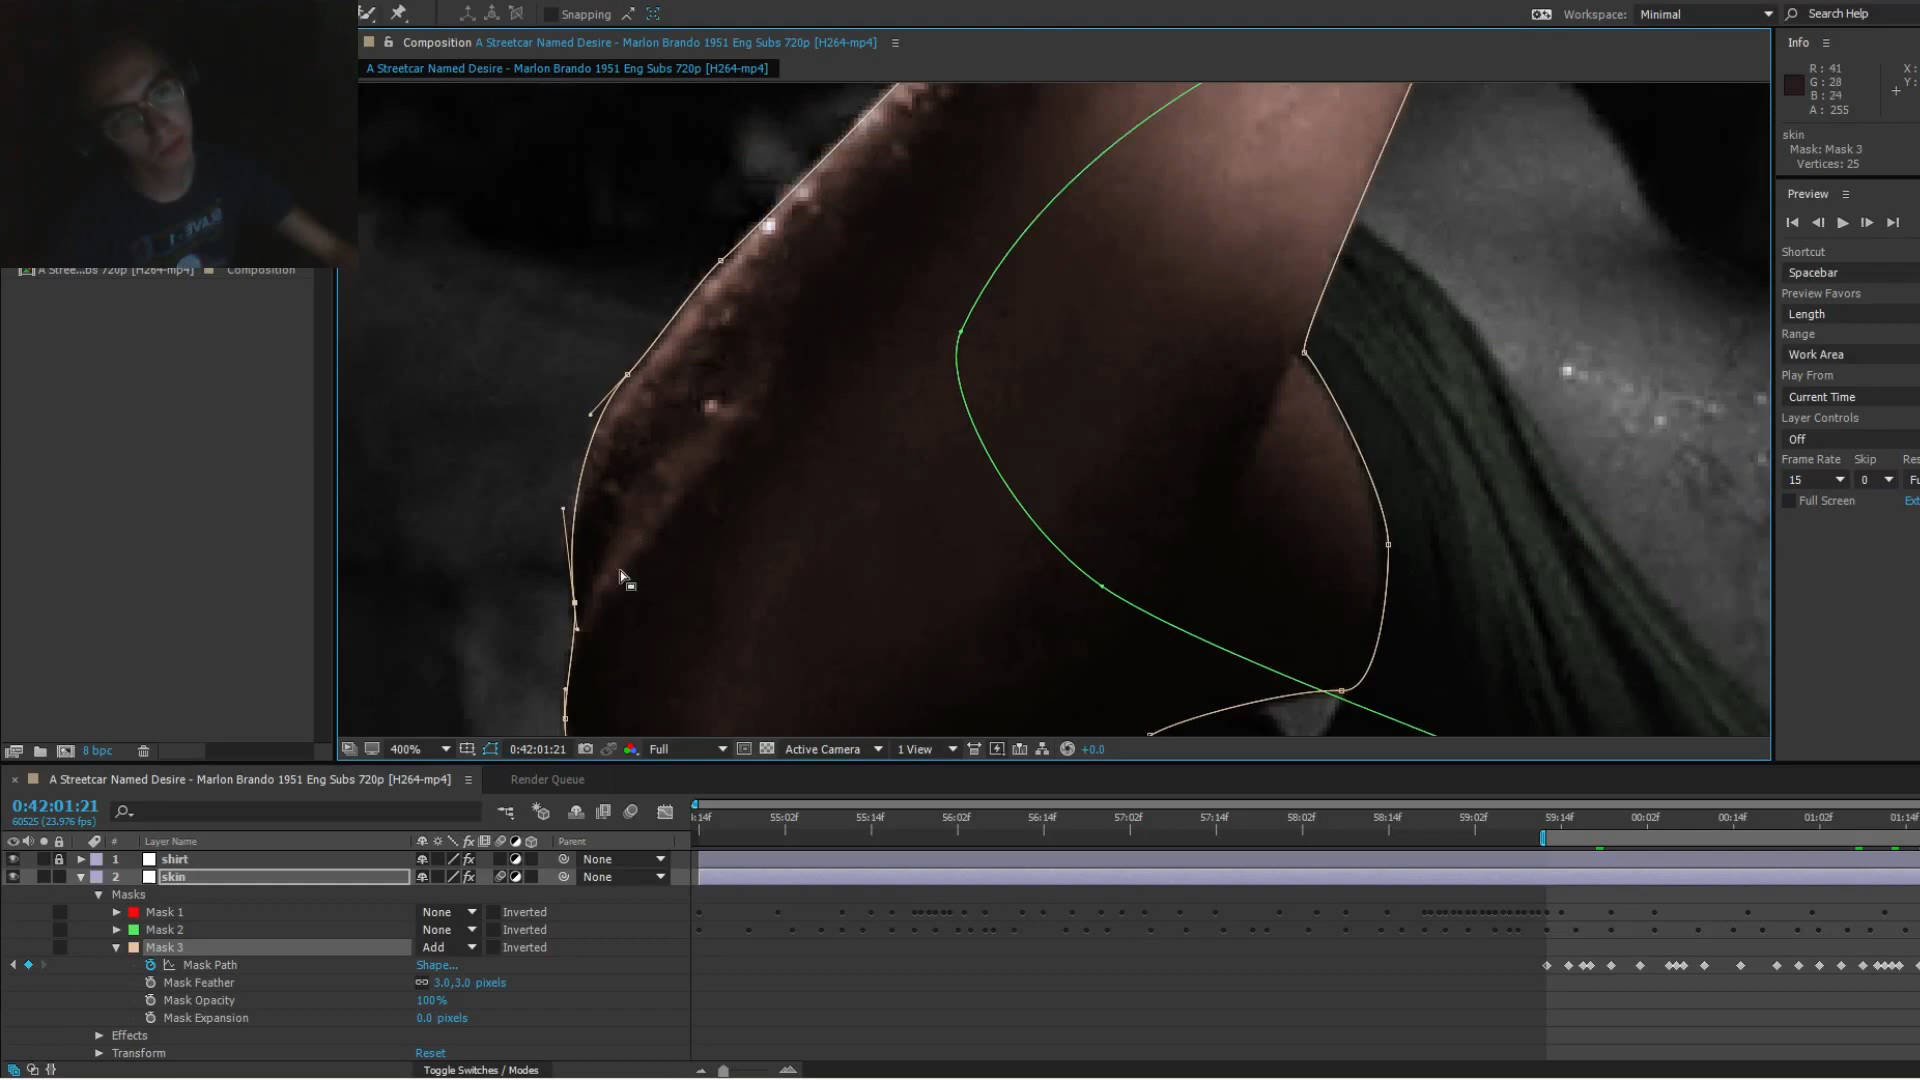 Snapping
Workspace: Minimal
Search Help
Composition A Streetcar Named Desire - Marlon Brando 1951 Eng Subs 720p [H264-mp4]
A Streetcar Named Desire - Marlon Brando 1951 Eng Subs 720p [H264-mp4]
Info
R : 41
G : 28
B : 24
A : 255
X :
Y :
skin
Mask: Mask 3
Vertices: 25
Preview
Shortcut
Spacebar
Preview Favors
Length
Range
Work Area
Play From
Current Time
Layer Controls
Off
Frame Rate Skip Res
15 0 Fu
Full Screen Ext
A Stree...bs 720p [H264-mp4] Composition
8 bpc
400% 0:42:01:21 Full Active Camera 1 View +0.0
A Streetcar Named Desire - Marlon Brando 1951 Eng Subs 720p [H264-mp4]
Render Queue
0:42:01:21
60525 (23.976 fps)
:14f 55:02f 55:14f 56:02f 56:14f 57:02f 57:14f 58:02f 58:14f 59:02f 59:14f 00:02f 00:14f 01:02f 01:14f
# Layer Name Parent
1 shirt None
2 skin None
Masks
Mask 1 None Inverted
Mask 2 None Inverted
Mask 3 Add Inverted
Mask Path Shape...
Mask Feather 3.0,3.0 pixels
Mask Opacity 100%
Mask Expansion 0.0 pixels
Effects
Transform Reset
Toggle Switches / Modes